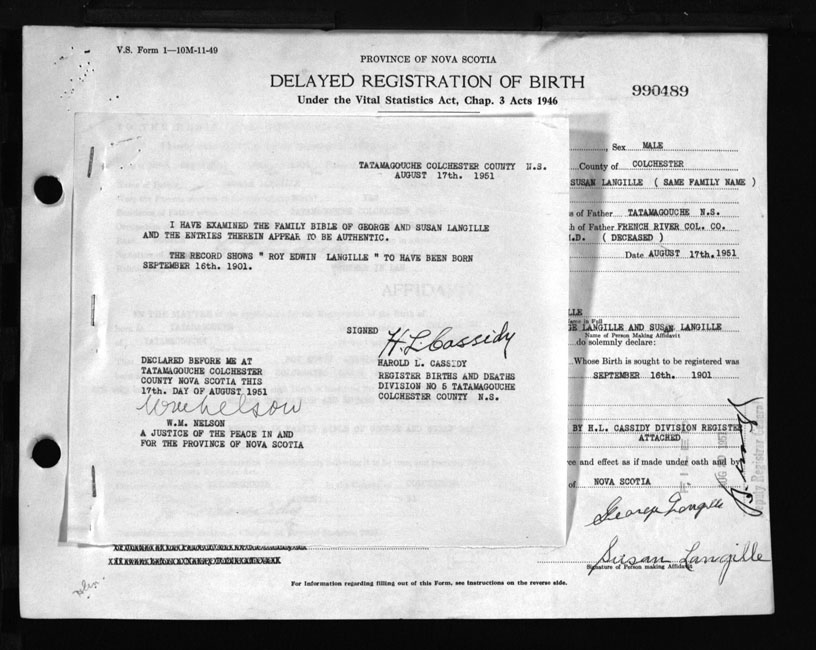 V.S. Form 1—10M-11-49
PROVINCE OF NOVA SCOTIA
DELAYED REGISTRATION OF BIRTH
Under the Vital Statistics Act, Chap. 3 Acts 1946
990489
TATAMAGOUCHE COLCHESTER COUNTY N.S.
AUGUST 17th. 1951
I HAVE EXAMINED THE FAMILY BIBLE OF GEORGE AND SUSAN LANGILLE
AND THE ENTRIES THEREIN APPEAR TO BE AUTHENTIC.
THE RECORD SHOWS " ROY EDWIN LANGILLE " TO HAVE BEEN BORN
SEPTEMBER 16th. 1901.
SIGNED
H. L. Cassidy
HAROLD L. CASSIDY
REGISTER BIRTHS AND DEATHS
DIVISION NO 5 TATAMAGOUCHE
COLCHESTER COUNTY N.S.
DECLARED BEFORE ME AT
TATAMAGOUCHE COLCHESTER
COUNTY NOVA SCOTIA THIS
17th. DAY OF AUGUST 1951
Wm Nelson
W.M. NELSON
A JUSTICE OF THE PEACE IN AND
FOR THE PROVINCE OF NOVA SCOTIA
, Sex MALE
County of COLCHESTER
SUSAN LANGILLE ( SAME FAMILY NAME )
of Father TATAMAGOUCHE N.S.
of Father FRENCH RIVER COL. CO.
( DECEASED )
Date AUGUST 17th. 1951
Name in Full
LANGILLE AND SUSAN LANGILLE
Name of Person Making Affidavit
do solemnly declare:
Whose Birth is sought to be registered was
SEPTEMBER 16th. 1901
BY H.L. CASSIDY DIVISION REGISTER
ATTACHED
and effect as if made under oath and by
of NOVA SCOTIA
George Langille
Susan Langille
Signature of Person making Affidavit
For Information regarding filling out of this Form, see Instructions on the reverse side.